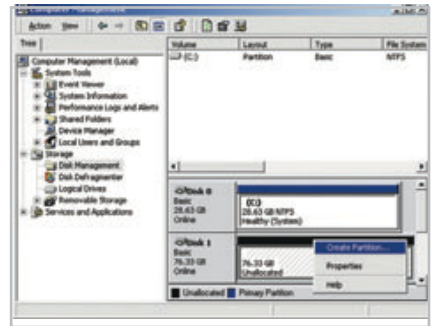 Action View
Tree
Computer Management (Local)
System Tools
Event Viewer
System Information
Performance Logs and Alerts
Shared Folders
Device Manager
Local Users and Groups
Storage
Disk Management
Disk Defragmenter
Logical Drives
Removable Storage
Services and Applications
Volume Layout Type File System
(C:) Partition Basic NTFS
Disk 0
Basic
28.63 GB
Online
(C:)
28.63 GB NTFS
Healthy (System)
Disk 1
Basic
76.33 GB
Online
76.33 GB
Unallocated
Create Partition...
Properties
Help
Unallocated Primary Partition